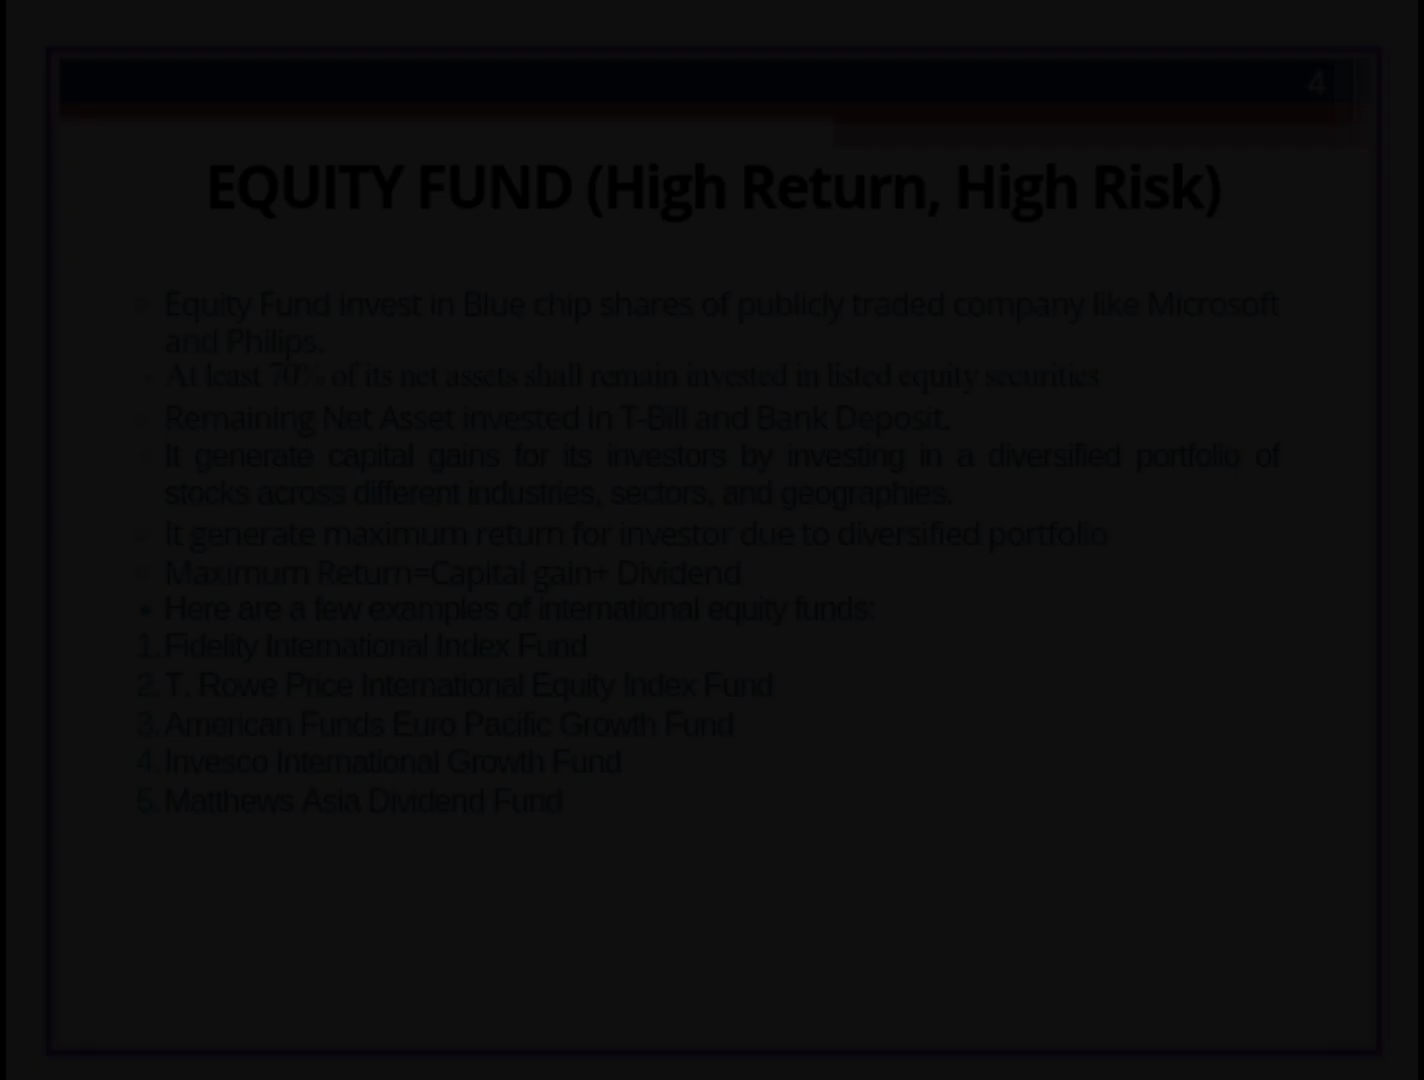 4
EQUITY FUND (High Return, High Risk)
Equity Fund invest in Blue chip shares of publicly traded company like Microsoft
and Philips.
At least 70% of its net assets shall remain invested in listed equity securities
Remaining Net Asset invested in T-Bill and Bank Deposit.
It generate capital gains for its investors by investing in a diversified portfolio of
stocks across different industries, sectors, and geographies.
It generate maximum return for investor due to diversified portfolio
Maximum Return=Capital gain+ Dividend
• Here are a few examples of international equity funds:
1. Fidelity International Index Fund
2. T. Rowe Price International Equity Index Fund
3. American Funds Euro Pacific Growth Fund
4. Invesco International Growth Fund
5. Matthews Asia Dividend Fund